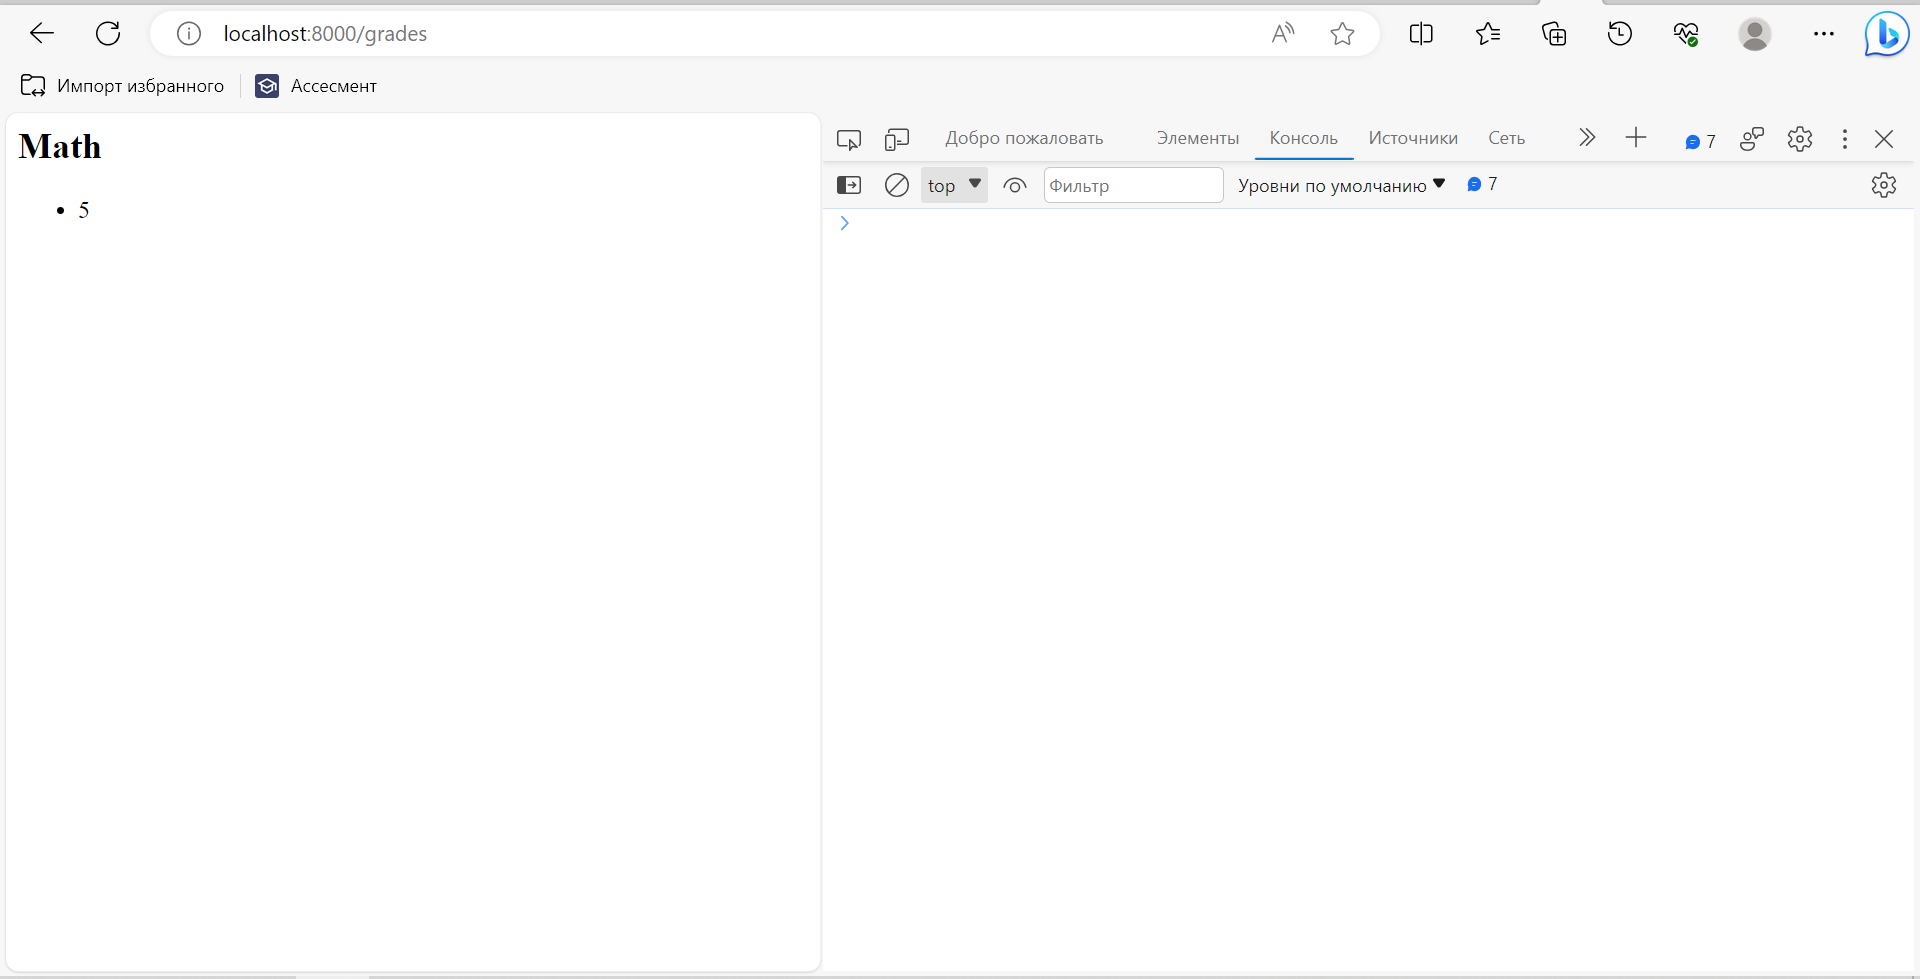 localhost:8000/grades
Импорт избранного
Ассесмент
Math
• 5
Добро пожаловать Элементы Консоль Источники Сеть 7
top Фильтр Уровни по умолчанию 7